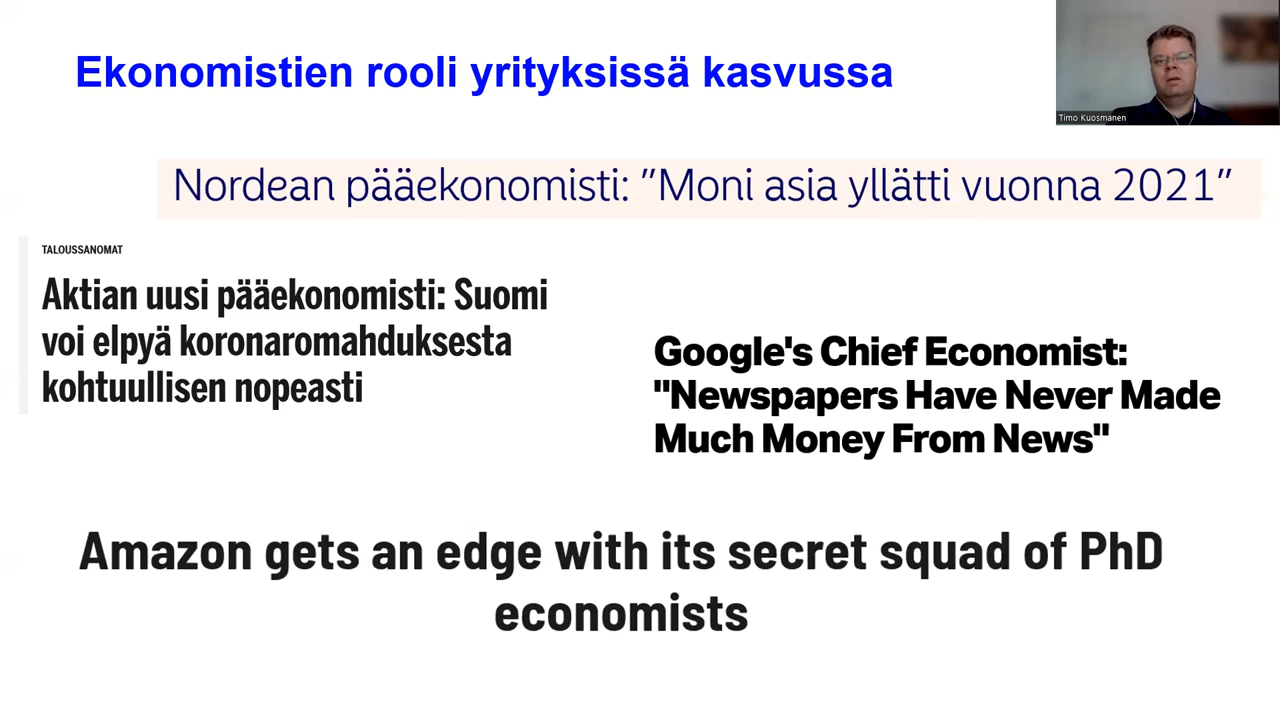 Ekonomistien rooli yrityksissä kasvussa
Timo Kuosmanen
Nordean pääekonomisti: ”Moni asia yllätti vuonna 2021”
TALOUSSANOMAT
Aktian uusi pääekonomisti: Suomi
voi elpyä koronaromahduksesta
kohtuullisen nopeasti
Google's Chief Economist:
"Newspapers Have Never Made
Much Money From News"
Amazon gets an edge with its secret squad of PhD
economists